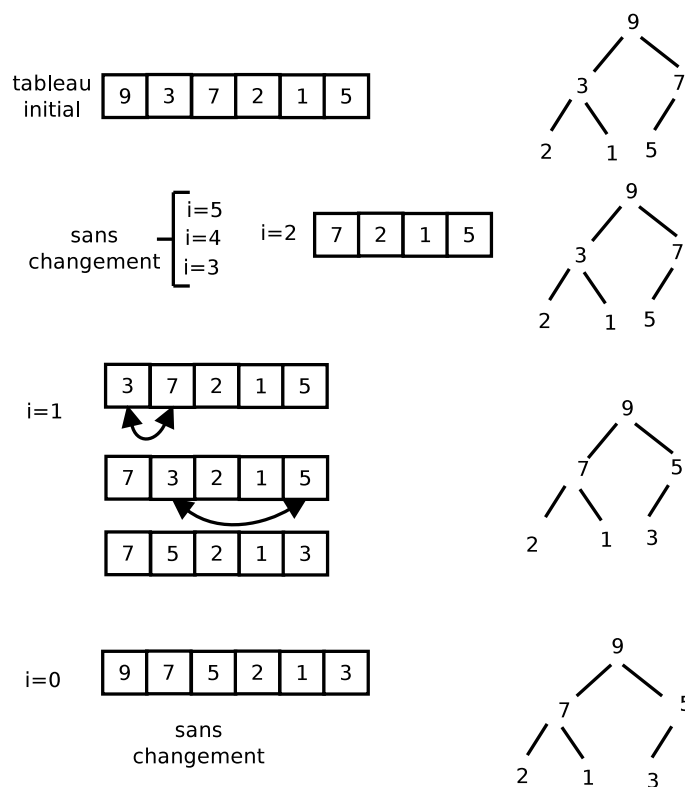 9
tableau
initial
9 3 7 2 1 5
3 7
2 1 5
sans
changement
i=5
i=4
i=3
i=2
7 2 1 5
9
3 7
2 1 5
i=1
3 7 2 1 5
7 3 2 1 5
7 5 2 1 3
9
7 5
2 1 3
i=0
9 7 5 2 1 3
sans
changement
9
7 5
2 1 3